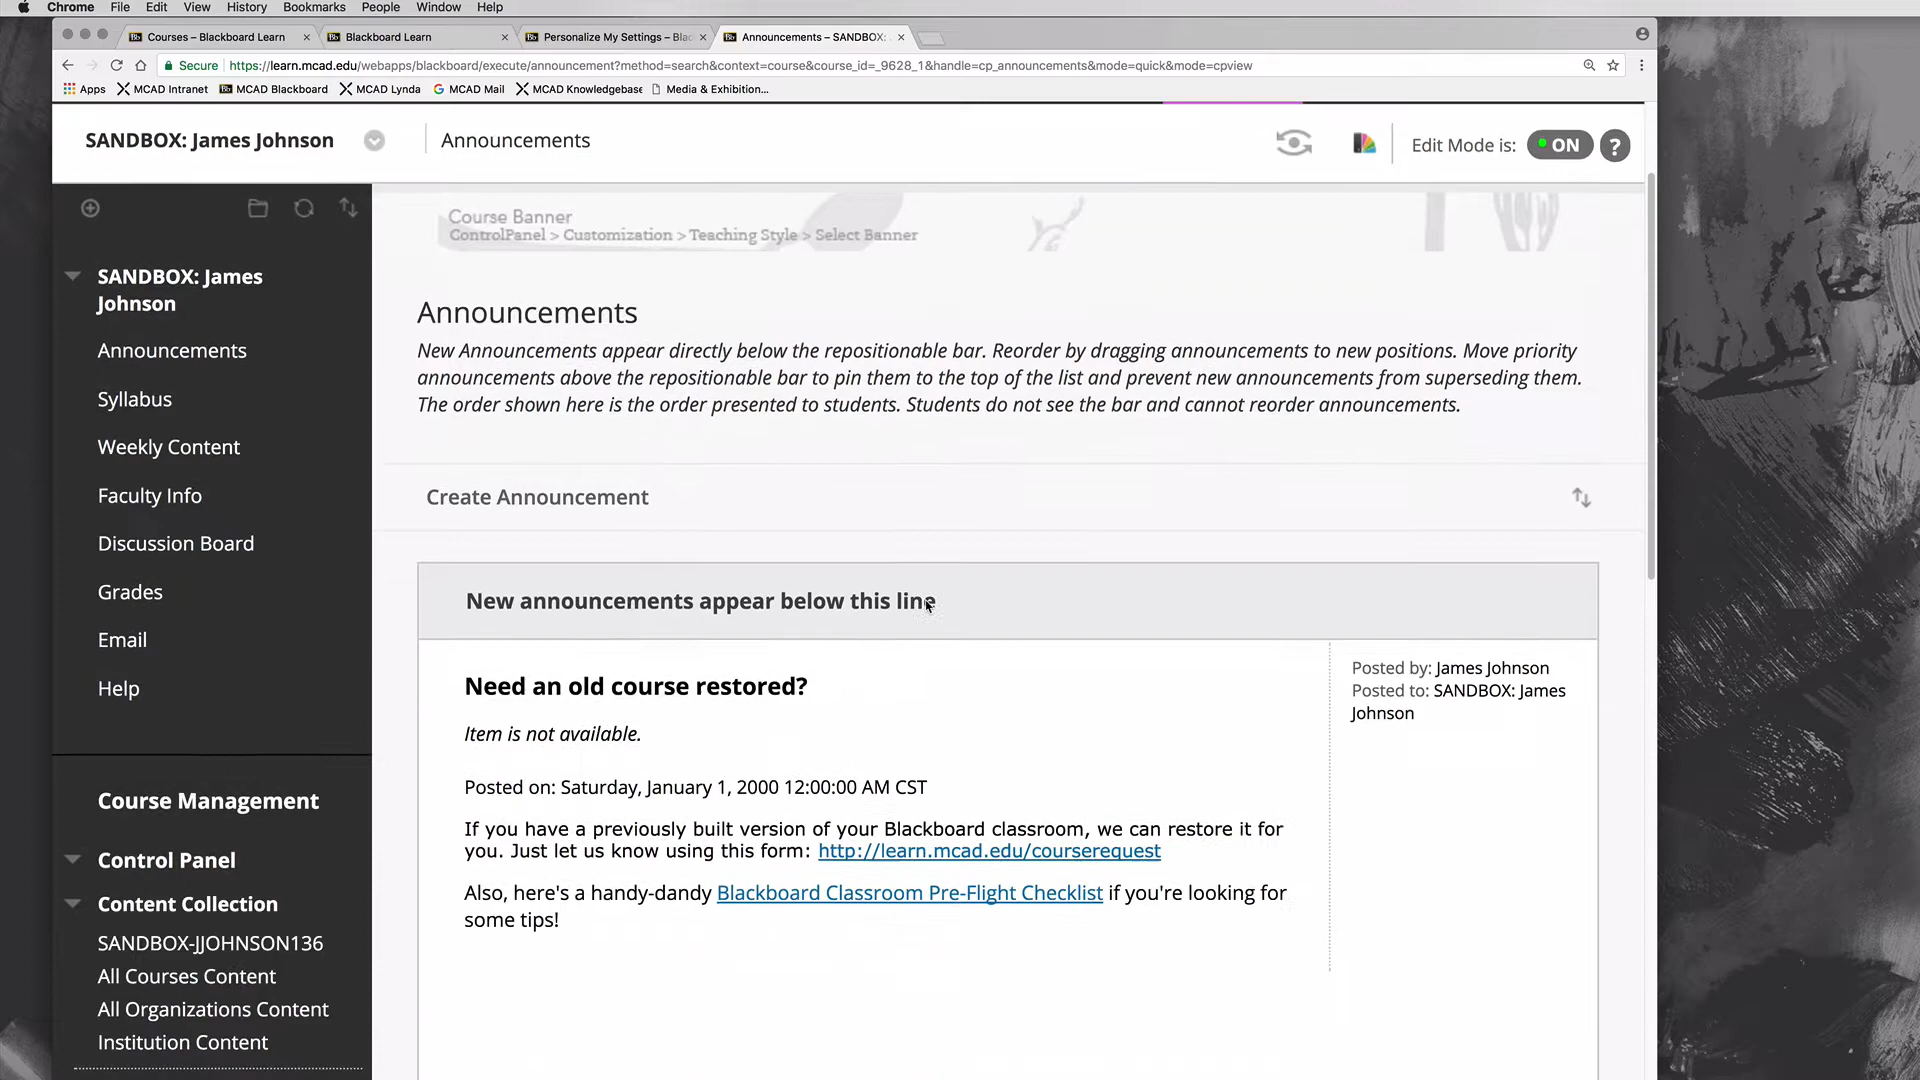 Chrome File Edit View History Bookmarks People Window Help
Courses – Blackboard Learn
Blackboard Learn
Personalize My Settings – Blac
Announcements – SANDBOX:
Secure https://learn.mcad.edu/webapps/blackboard/execute/announcement?method=search&context=course&course_id=_9628_1&handle=cp_announcements&mode=quick&mode=cpview
Apps MCAD Intranet MCAD Blackboard MCAD Lynda MCAD Mail MCAD Knowledgebase Media & Exhibition...
SANDBOX: James Johnson
Announcements
Edit Mode is: ON ?
SANDBOX: James
Johnson
Announcements
Syllabus
Weekly Content
Faculty Info
Discussion Board
Grades
Email
Help
Course Management
Control Panel
Content Collection
SANDBOX-JJOHNSON136
All Courses Content
All Organizations Content
Institution Content
Course Banner
ControlPanel > Customization > Teaching Style > Select Banner
Announcements
New Announcements appear directly below the repositionable bar. Reorder by dragging announcements to new positions. Move priority
announcements above the repositionable bar to pin them to the top of the list and prevent new announcements from superseding them.
The order shown here is the order presented to students. Students do not see the bar and cannot reorder announcements.
Create Announcement
New announcements appear below this line
Need an old course restored?
Item is not available.
Posted on: Saturday, January 1, 2000 12:00:00 AM CST
If you have a previously built version of your Blackboard classroom, we can restore it for
you. Just let us know using this form: http://learn.mcad.edu/courserequest
Also, here's a handy-dandy Blackboard Classroom Pre-Flight Checklist if you're looking for
some tips!
Posted by: James Johnson
Posted to: SANDBOX: James
Johnson